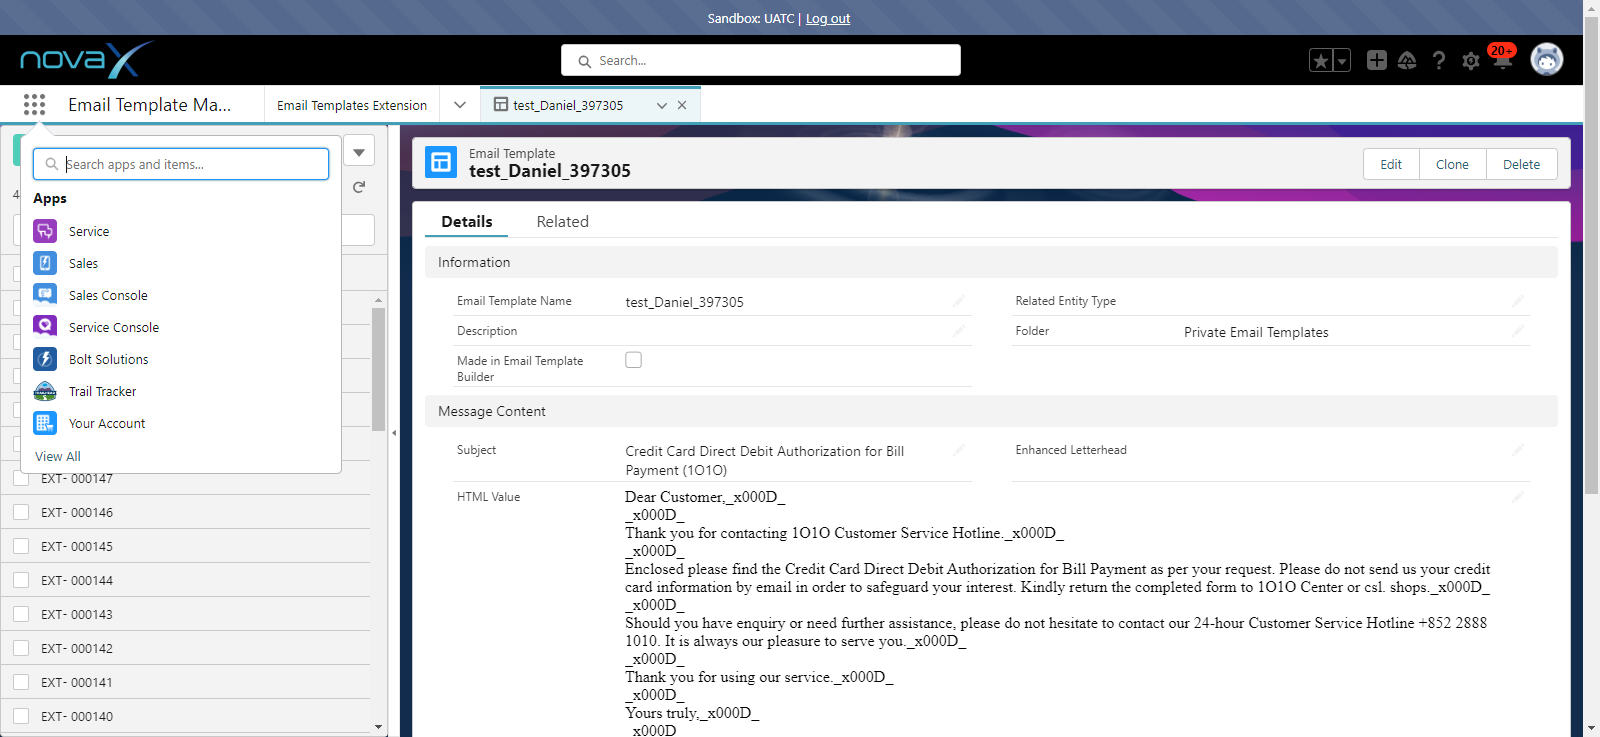 Sandbox: UATC | Log out
novaX
Search...
20+
Email Template Ma...
Email Templates Extension
test_Daniel_397305
Search apps and items...
Apps
Service
Sales
Sales Console
Service Console
Bolt Solutions
Trail Tracker
Your Account
View All
EXT- 000147
EXT- 000146
EXT- 000145
EXT- 000144
EXT- 000143
EXT- 000142
EXT- 000141
EXT- 000140
Email Template
test_Daniel_397305
Edit
Clone
Delete
Details
Related
Information
Email Template Name
test_Daniel_397305
Related Entity Type
Description
Folder
Private Email Templates
Made in Email Template
Builder
Message Content
Subject
Credit Card Direct Debit Authorization for Bill
Payment (1O1O)
Enhanced Letterhead
HTML Value
Dear Customer,_x000D_
_x000D_
Thank you for contacting 1O1O Customer Service Hotline._x000D_
_x000D_
Enclosed please find the Credit Card Direct Debit Authorization for Bill Payment as per your request. Please do not send us your credit
card information by email in order to safeguard your interest. Kindly return the completed form to 1O1O Center or csl. shops._x000D_
_x000D_
Should you have enquiry or need further assistance, please do not hesitate to contact our 24-hour Customer Service Hotline +852 2888
1010. It is always our pleasure to serve you._x000D_
_x000D_
Thank you for using our service._x000D_
_x000D_
Yours truly,_x000D_
_x000D_